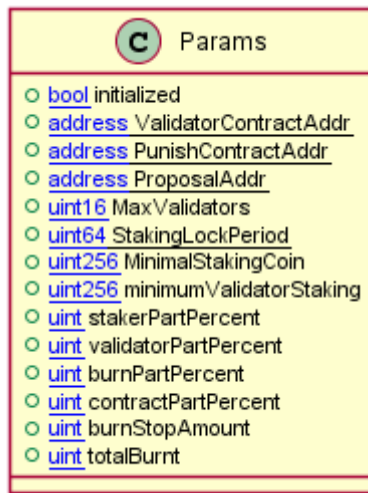 C Params
bool initialized
address ValidatorContractAddr
address PunishContractAddr
address ProposalAddr
uint16 MaxValidators
uint64 StakingLockPeriod
uint256 MinimalStakingCoin
uint256 minimumValidatorStaking
uint stakerPartPercent
uint validatorPartPercent
uint burnPartPercent
uint contractPartPercent
uint burnStopAmount
uint totalBurnt